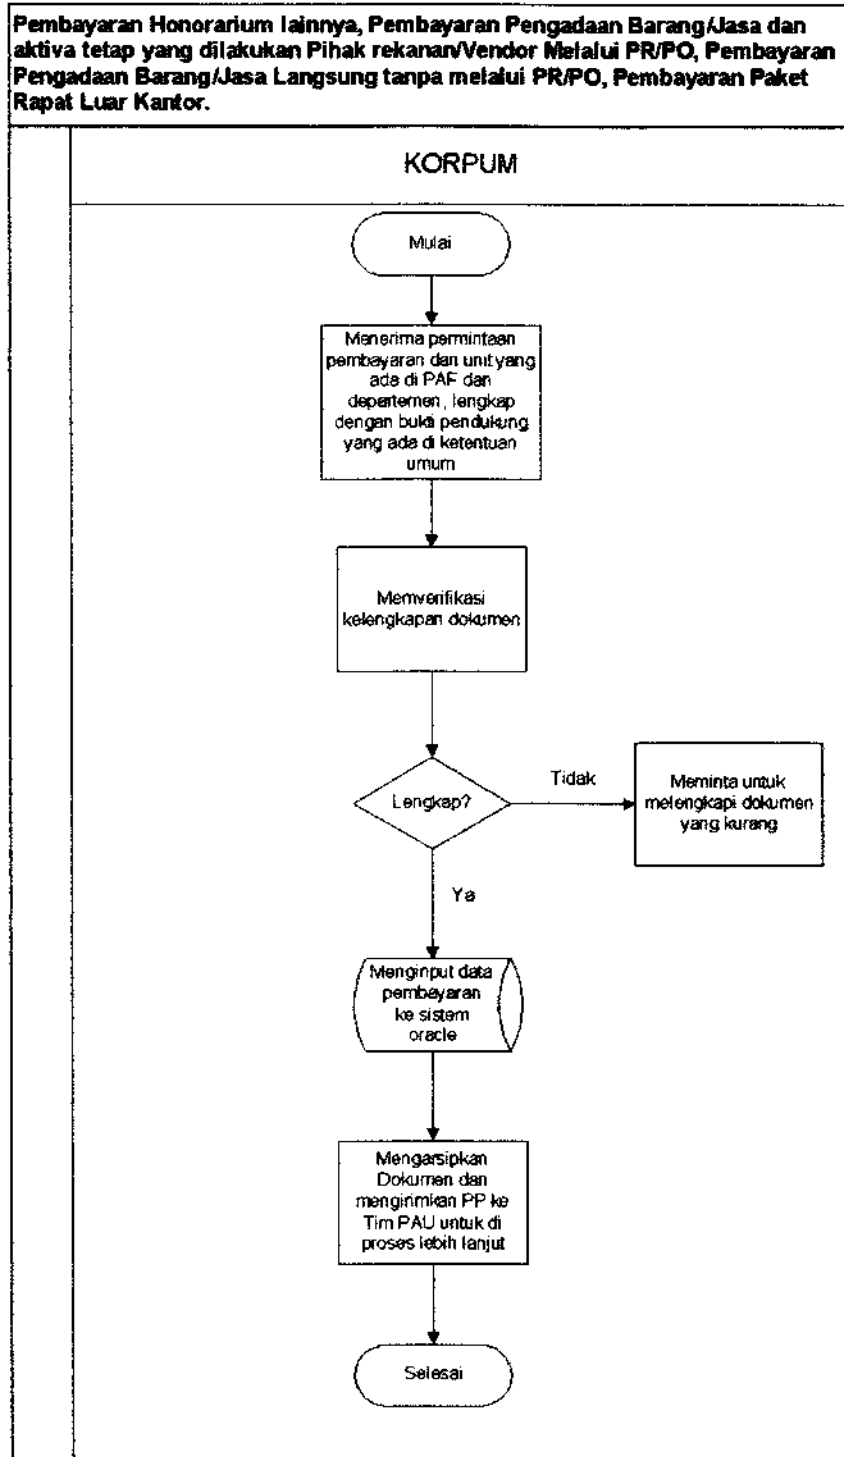 Pembayaran Honorarium lainnya, Pembayaran Pengadaan Barang/Jasa dan
aktiva tetap yang dilakukan Pihak rekanan/Vendor Melalui PR/PO, Pembayaran
Pengadaan Barang/Jasa Langsung tanpa melalui PR/PO, Pembayaran Paket
Rapat Luar Kantor.
KORPUM
Mulai
Menerima permintaan
pembayaran dari unit yang
ada di PAF dan
departemen, lengkap
dengan bukti pendukung
yang ada di ketentuan
umum
Memverifikasi
kelengkapan dokumen
Lengkap?
Tidak
Meminta untuk
melengkapi dokumen
yang kurang
Ya
Menginput data
pembayaran
ke sistem
oracle
Mengarsipkan
Dokumen dan
mengirimkan PP ke
Tim PAU untuk di
proses lebih lanjut
Selesai